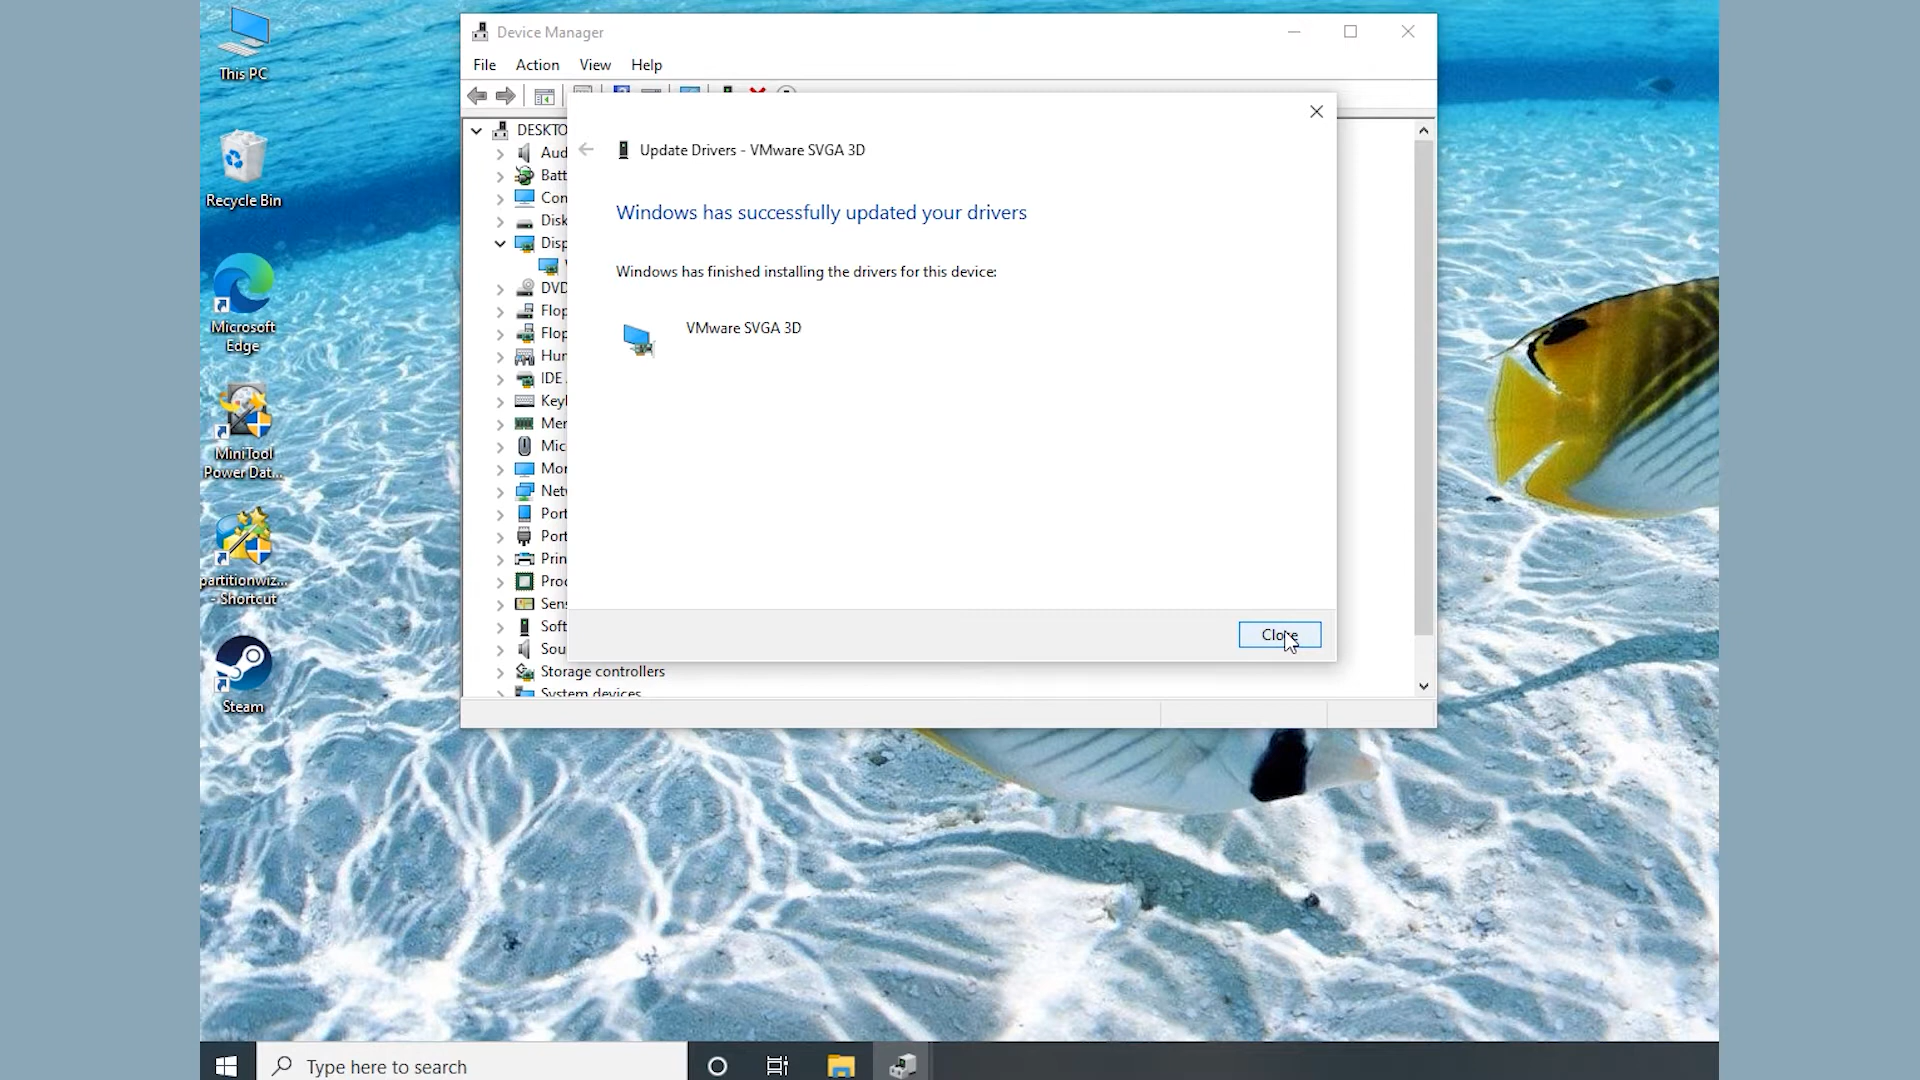 This PC
Recycle Bin
Microsoft
Edge
MiniTool
Power Dat...
partitionwiz...
- Shortcut
Steam
Device Manager
File Action View Help
DESKTO
Aud
Batt
Con
Disk
Disp
DVD
Flop
Flop
Hur
IDE
Key
Mer
Mic
Mor
Net
Port
Port
Prin
Proc
Sens
Soft
Sou
Storage controllers
System devices
Update Drivers - VMware SVGA 3D
Windows has successfully updated your drivers
Windows has finished installing the drivers for this device:
VMware SVGA 3D
Close
Type here to search